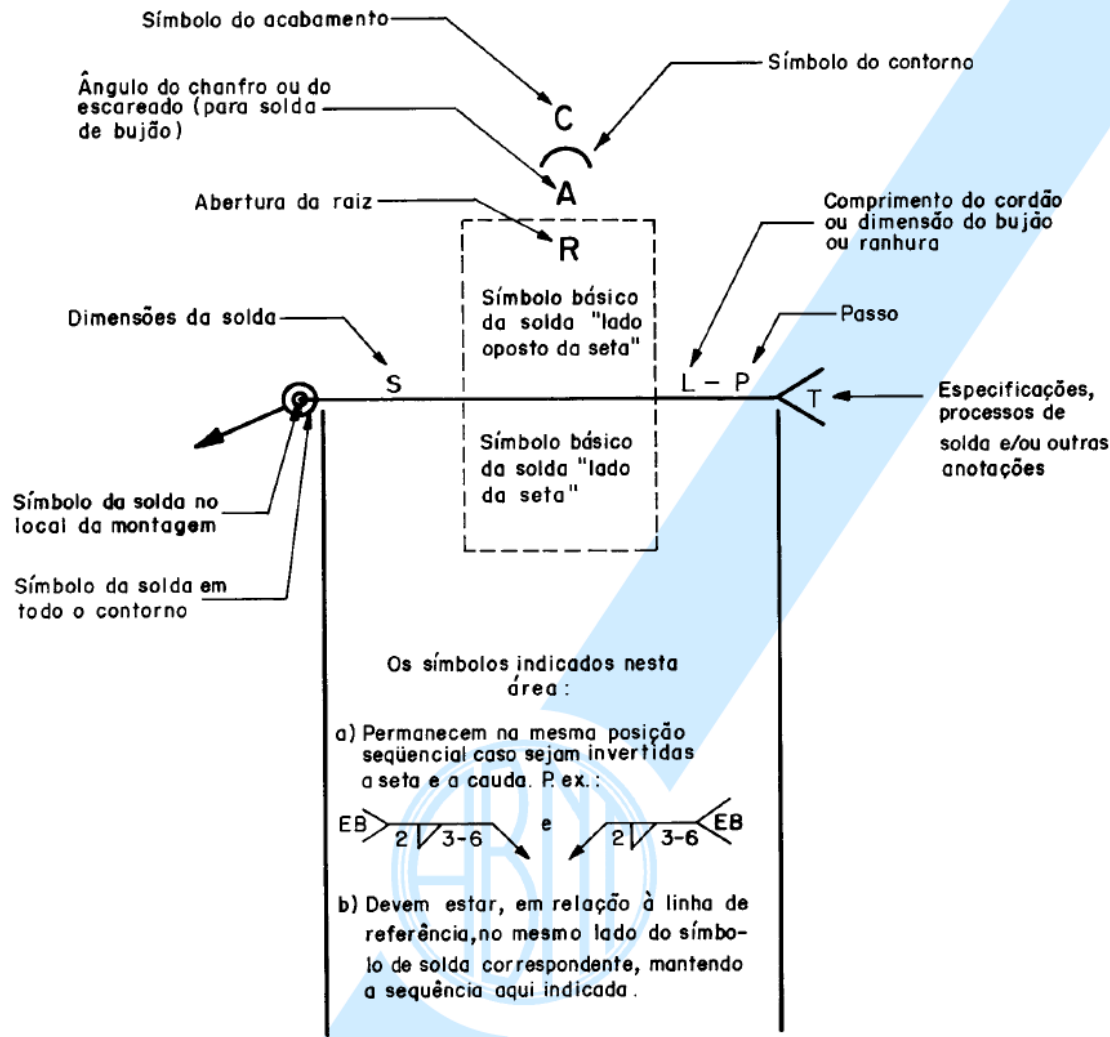 Símbolo do acabamento
Símbolo do contorno
Ângulo do chanfro ou do
escareado (para solda
de bujão)
C
A
Abertura da raiz
R
Comprimento do cordão
ou dimensão do bujão
ou ranhura
Símbolo básico
da solda "lado
oposto da seta"
Dimensões da solda
Passo
S
L - P
T
Especificações,
processos de
solda e/ou outras
anotações
Símbolo básico
da solda "lado
da seta"
Símbolo da solda no
local da montagem
Símbolo da solda em
todo o contorno
Os símbolos indicados nesta
área:
a) Permanecem na mesma posição
seqüencial caso sejam invertidas
a seta e a cauda. P. ex.:
EB 2 3-6 e 2 3-6 EB
b) Devem estar, em relação à linha de
referência, no mesmo lado do símbo-
lo de solda correspondente, mantendo
a sequência aqui indicada.
ABNT